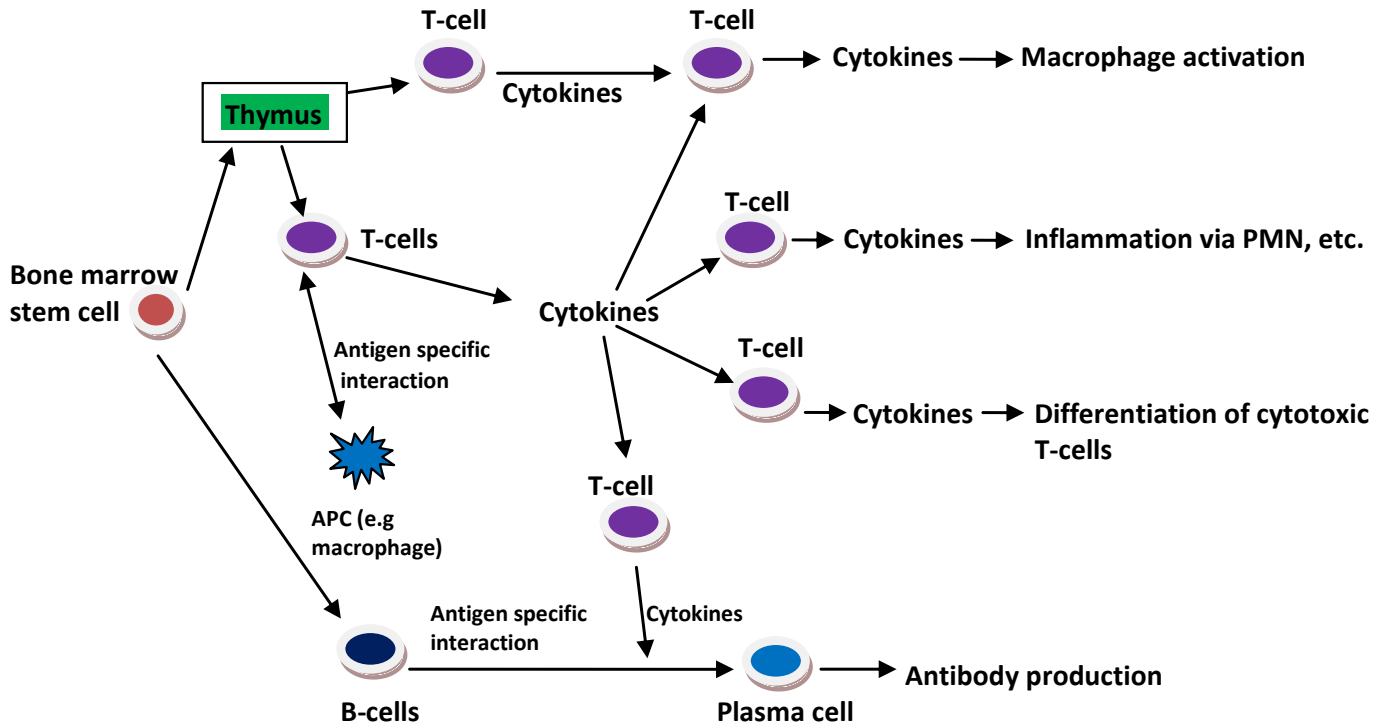 T-cell
T-cell
Cytokines
Cytokines
Macrophage activation
Thymus
T-cell
T-cells
Cytokines
Inflammation via PMN, etc.
Bone marrow
stem cell
Cytokines
Antigen specific
interaction
T-cell
Cytokines
Differentiation of cytotoxic
T-cells
T-cell
APC (e.g
macrophage)
Antigen specific
interaction
Cytokines
Antibody production
B-cells
Plasma cell